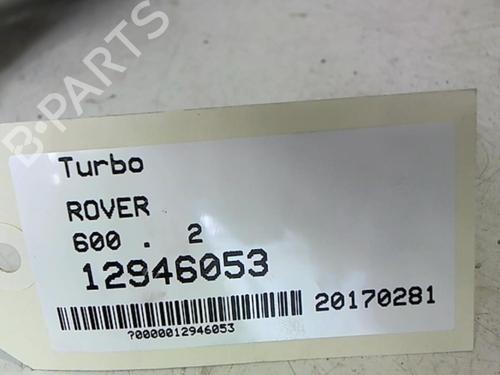 B-PARTS
Turbo
ROVER
600 . 2
12946053
20170281
?0000012946053